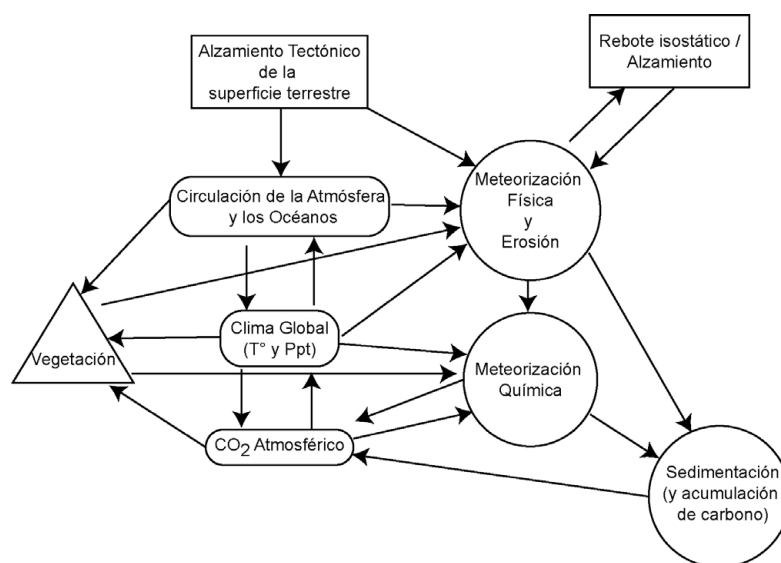 Alzamiento Tectónico
de la
superficie terrestre
Rebote isostático /
Alzamiento
Circulación de la Atmósfera
y los Océanos
Meteorización
Física
y
Erosión
Clima Global
(T° y Ppt)
Vegetación
Meteorización
Química
CO2 Atmosférico
Sedimentación
(y acumulación
de carbono)